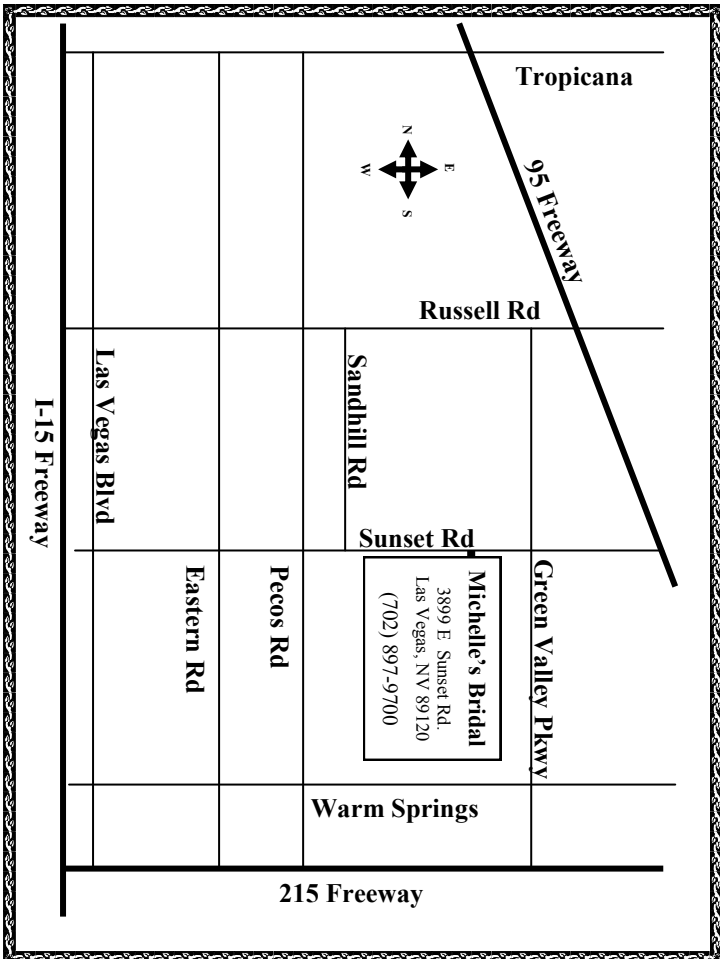 Tropicana
95 Freeway
N
E
W
S
Russell Rd
Las Vegas Blvd
Sandhill Rd
I-15 Freeway
Sunset Rd
Eastern Rd
Pecos Rd
Michelle's Bridal
3899 E Sunset Rd.
Las Vegas, NV 89120
(702) 897-9700
Green Valley Pkwy
Warm Springs
215 Freeway